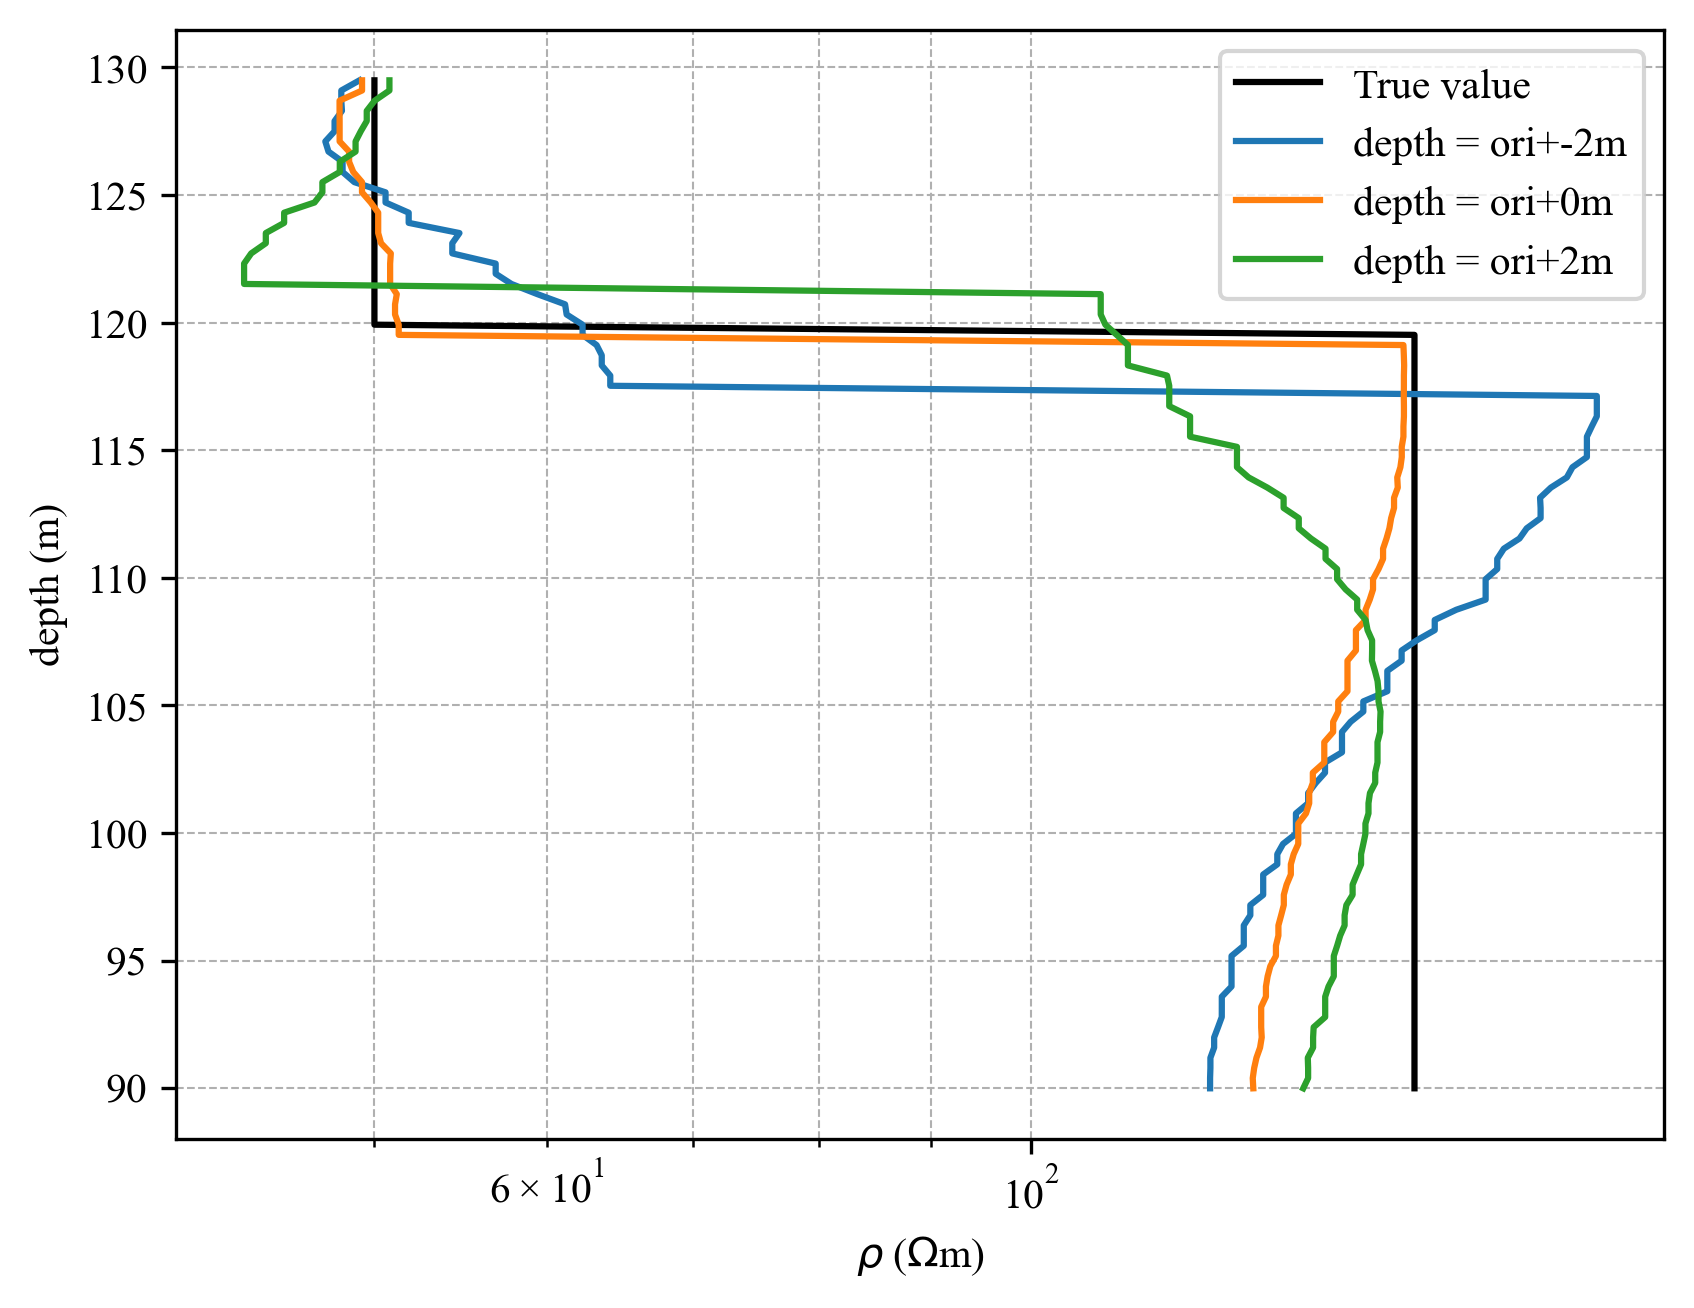 130
125
120
115
110
105
100
95
90
depth (m)
True value
depth = ori+-2m
depth = ori+0m
depth = ori+2m
6 × 10¹
10²
ρ (Ωm)